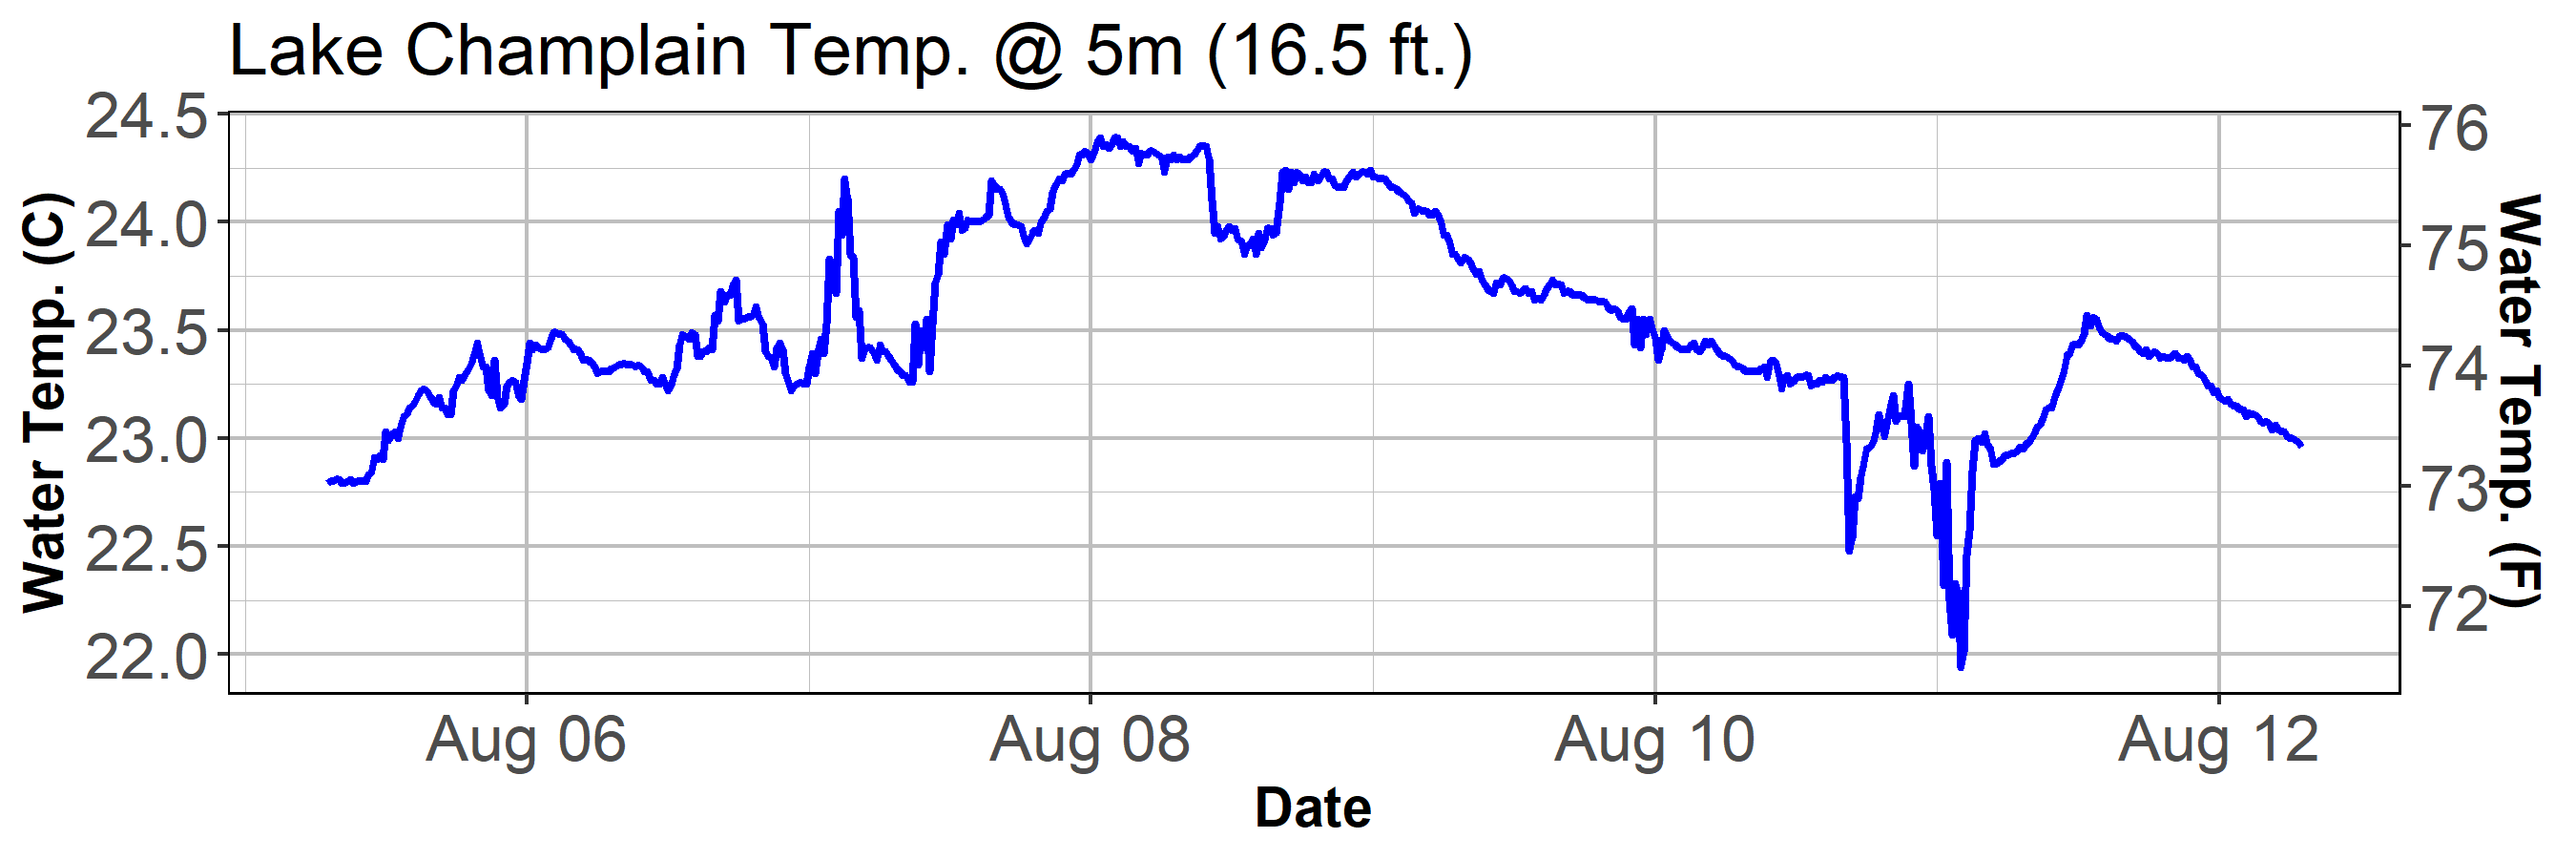 Lake Champlain Temp. @ 5m (16.5 ft.)
Water Temp. (C)
24.5
24.0
23.5
23.0
22.5
22.0
76
75
74
73
72
Water Temp. (F)
Aug 06
Aug 08
Aug 10
Aug 12
Date